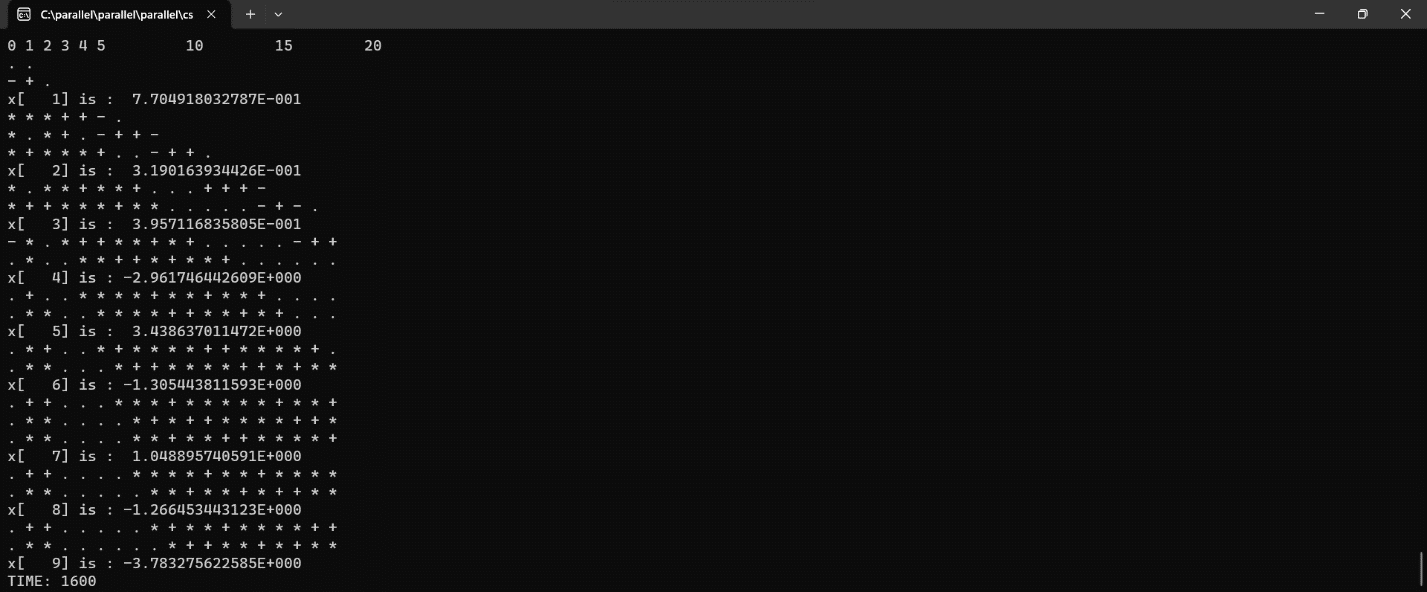 C:\parallel\parallel\parallel\cs
0 1 2 3 4 5         10        15        20
. .
- + .
x[   1] is :  7.704918032787E-001
* * * + + - .
* . * + . - + + -
* + * * * + . . - + + .
x[   2] is :  3.190163934426E-001
* . * * + * * + . . . + + + -
* + + * * * + * * . . . . . - + - .
x[   3] is :  3.957116835805E-001
- * . * + + * * + * + . . . . . - + +
. * . . * * + * + * * * + . . . . . .
x[   4] is : -2.961746442609E+000
. + . . * * * * + * * + * * + . . . .
. * * . . * * * * + * * + * * + . . .
x[   5] is :  3.438637011472E+000
. * + . . * + * * * * + + * * * * + .
. * * . . . * + + * * * * + * + + * *
x[   6] is : -1.305443811593E+000
. + + . . . * * * + * * * * * + * * +
. * * . . . . * + * + * * * * * + + *
. * * . . . . * * * + * * * * * * * +
x[   7] is :  1.048895740591E+000
. + + . . . . * * * * + * * + * * * *
. * * . . . . . * * + * + * * + + * *
x[   8] is : -1.266453443123E+000
. + + . . . . . * + * * + * * * * + +
. * * . . . . . . * + + * * * + * * *
x[   9] is : -3.783275622585E+000
TIME: 1600